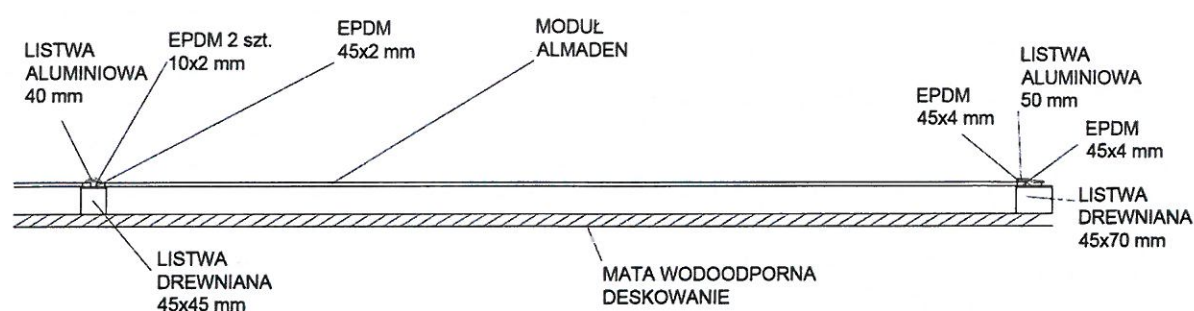 LISTWA
ALUMINIOWA
40 mm
EPDM 2 szt.
10x2 mm
EPDM
45x2 mm
MODUŁ
ALMADEN
EPDM
45x4 mm
LISTWA
ALUMINIOWA
50 mm
EPDM
45x4 mm
LISTWA
DREWNIANA
45x70 mm
LISTWA
DREWNIANA
45x45 mm
MATA WODOODPORNA
DESKOWANIE